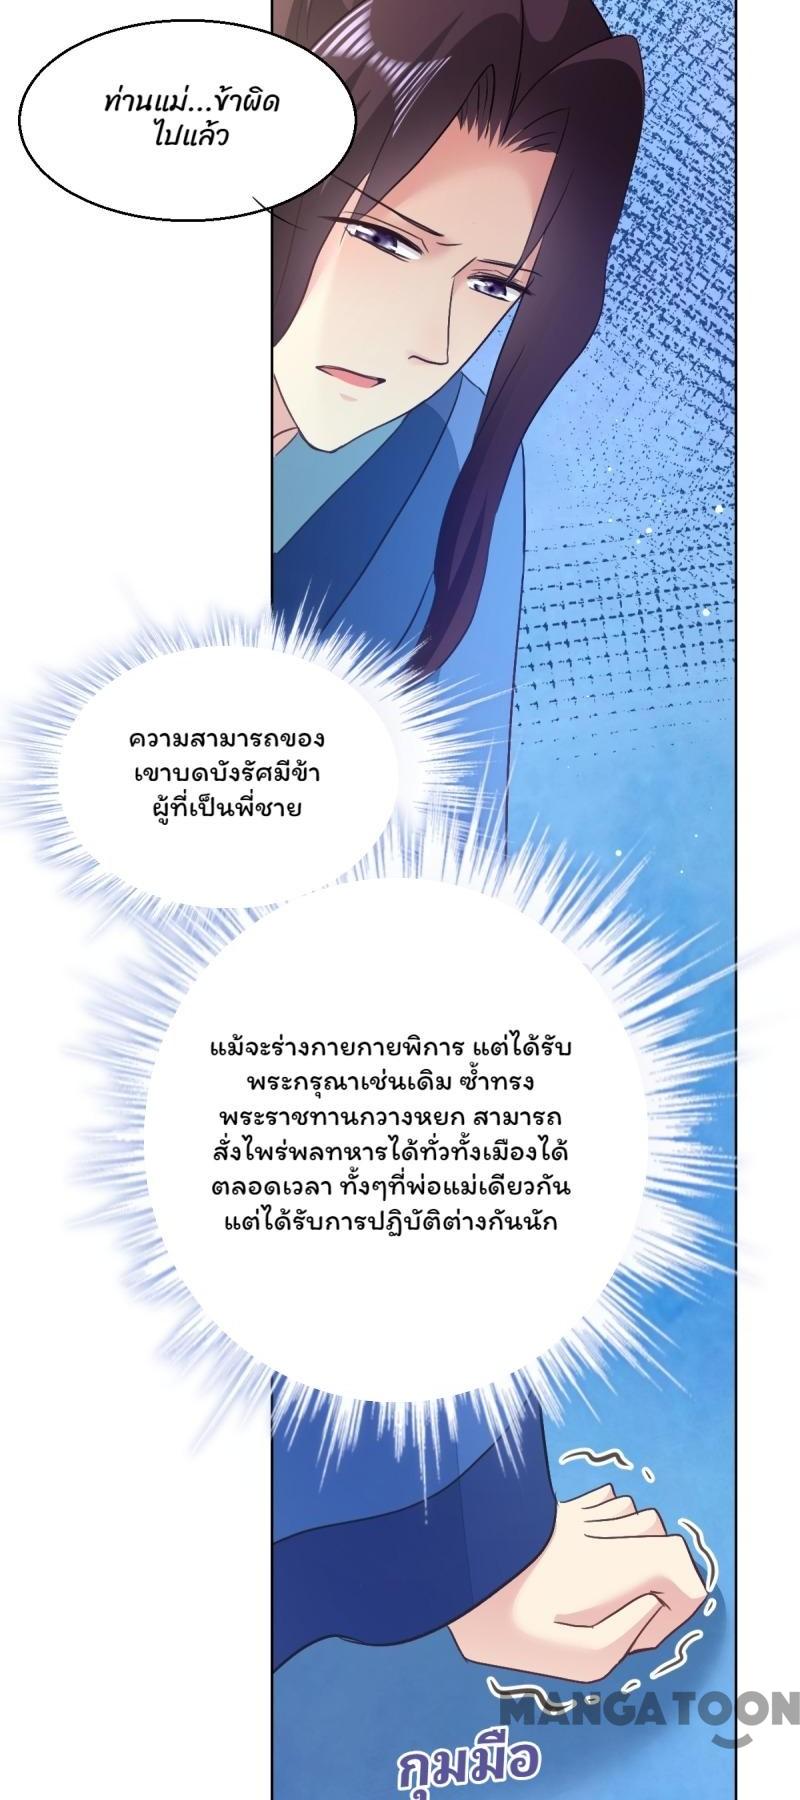 ท่านแม่...ข้าผิด
ไปแล้ว
ความสามารถของ
เขาบดบังรัศมีข้า
ผู้ที่เป็นพี่ชาย
แม้จะร่างกายกายพิการ แต่ได้รับ
พระกรุณาเช่นเดิม ซ้ำทรง
พระราชทานกวางหยก สามารถ
สั่งไพร่พลทหารได้ทั่วทั้งเมืองได้
ตลอดเวลา ทั้งๆที่พ่อแม่เดียวกัน
แต่ได้รับการปฏิบัติต่างกันนัก
MANGATOON
กุมมือ